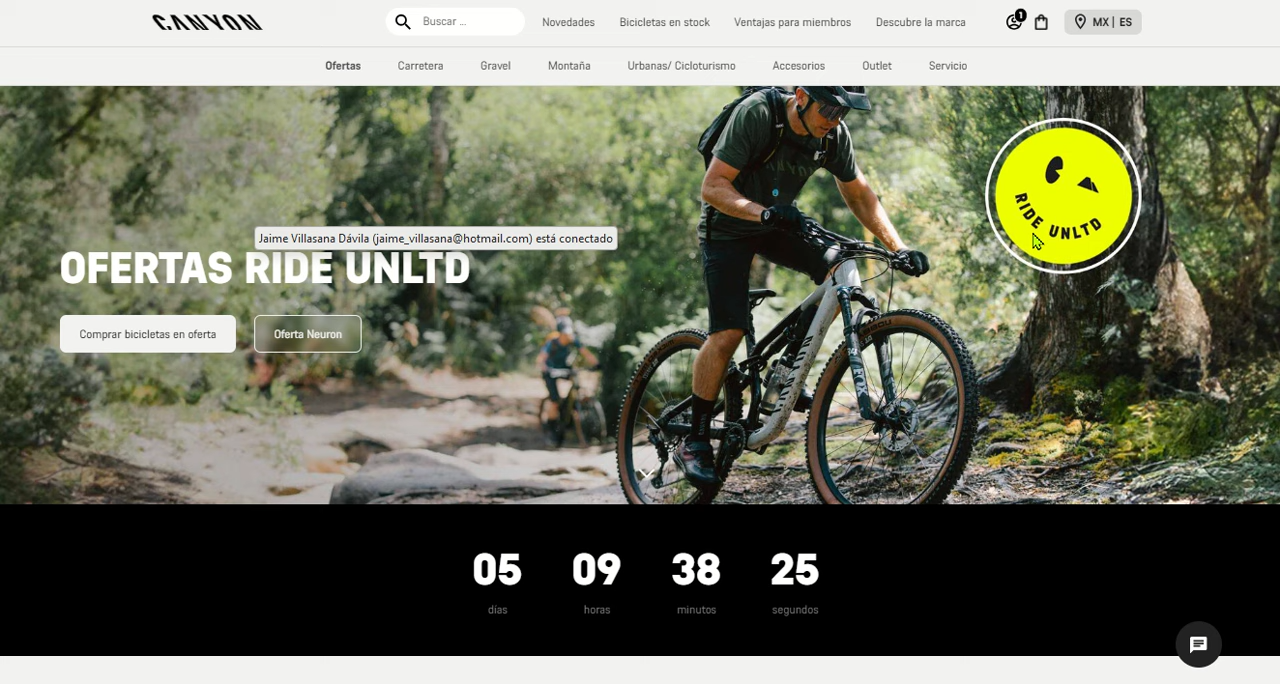 CANYON
Buscar ...
Novedades
Bicicletas en stock
Ventajas para miembros
Descubre la marca
1
MX | ES
Ofertas
Carretera
Gravel
Montaña
Urbanas/ Cicloturismo
Accesorios
Outlet
Servicio
RIDE UNLTD
Jaime Villasana Dávila (jaime_villasana@hotmail.com) está conectado
OFERTAS RIDE UNLTD
Comprar bicicletas en oferta
Oferta Neuron
CANYON
FOX
05 09 38 25
días horas minutos segundos